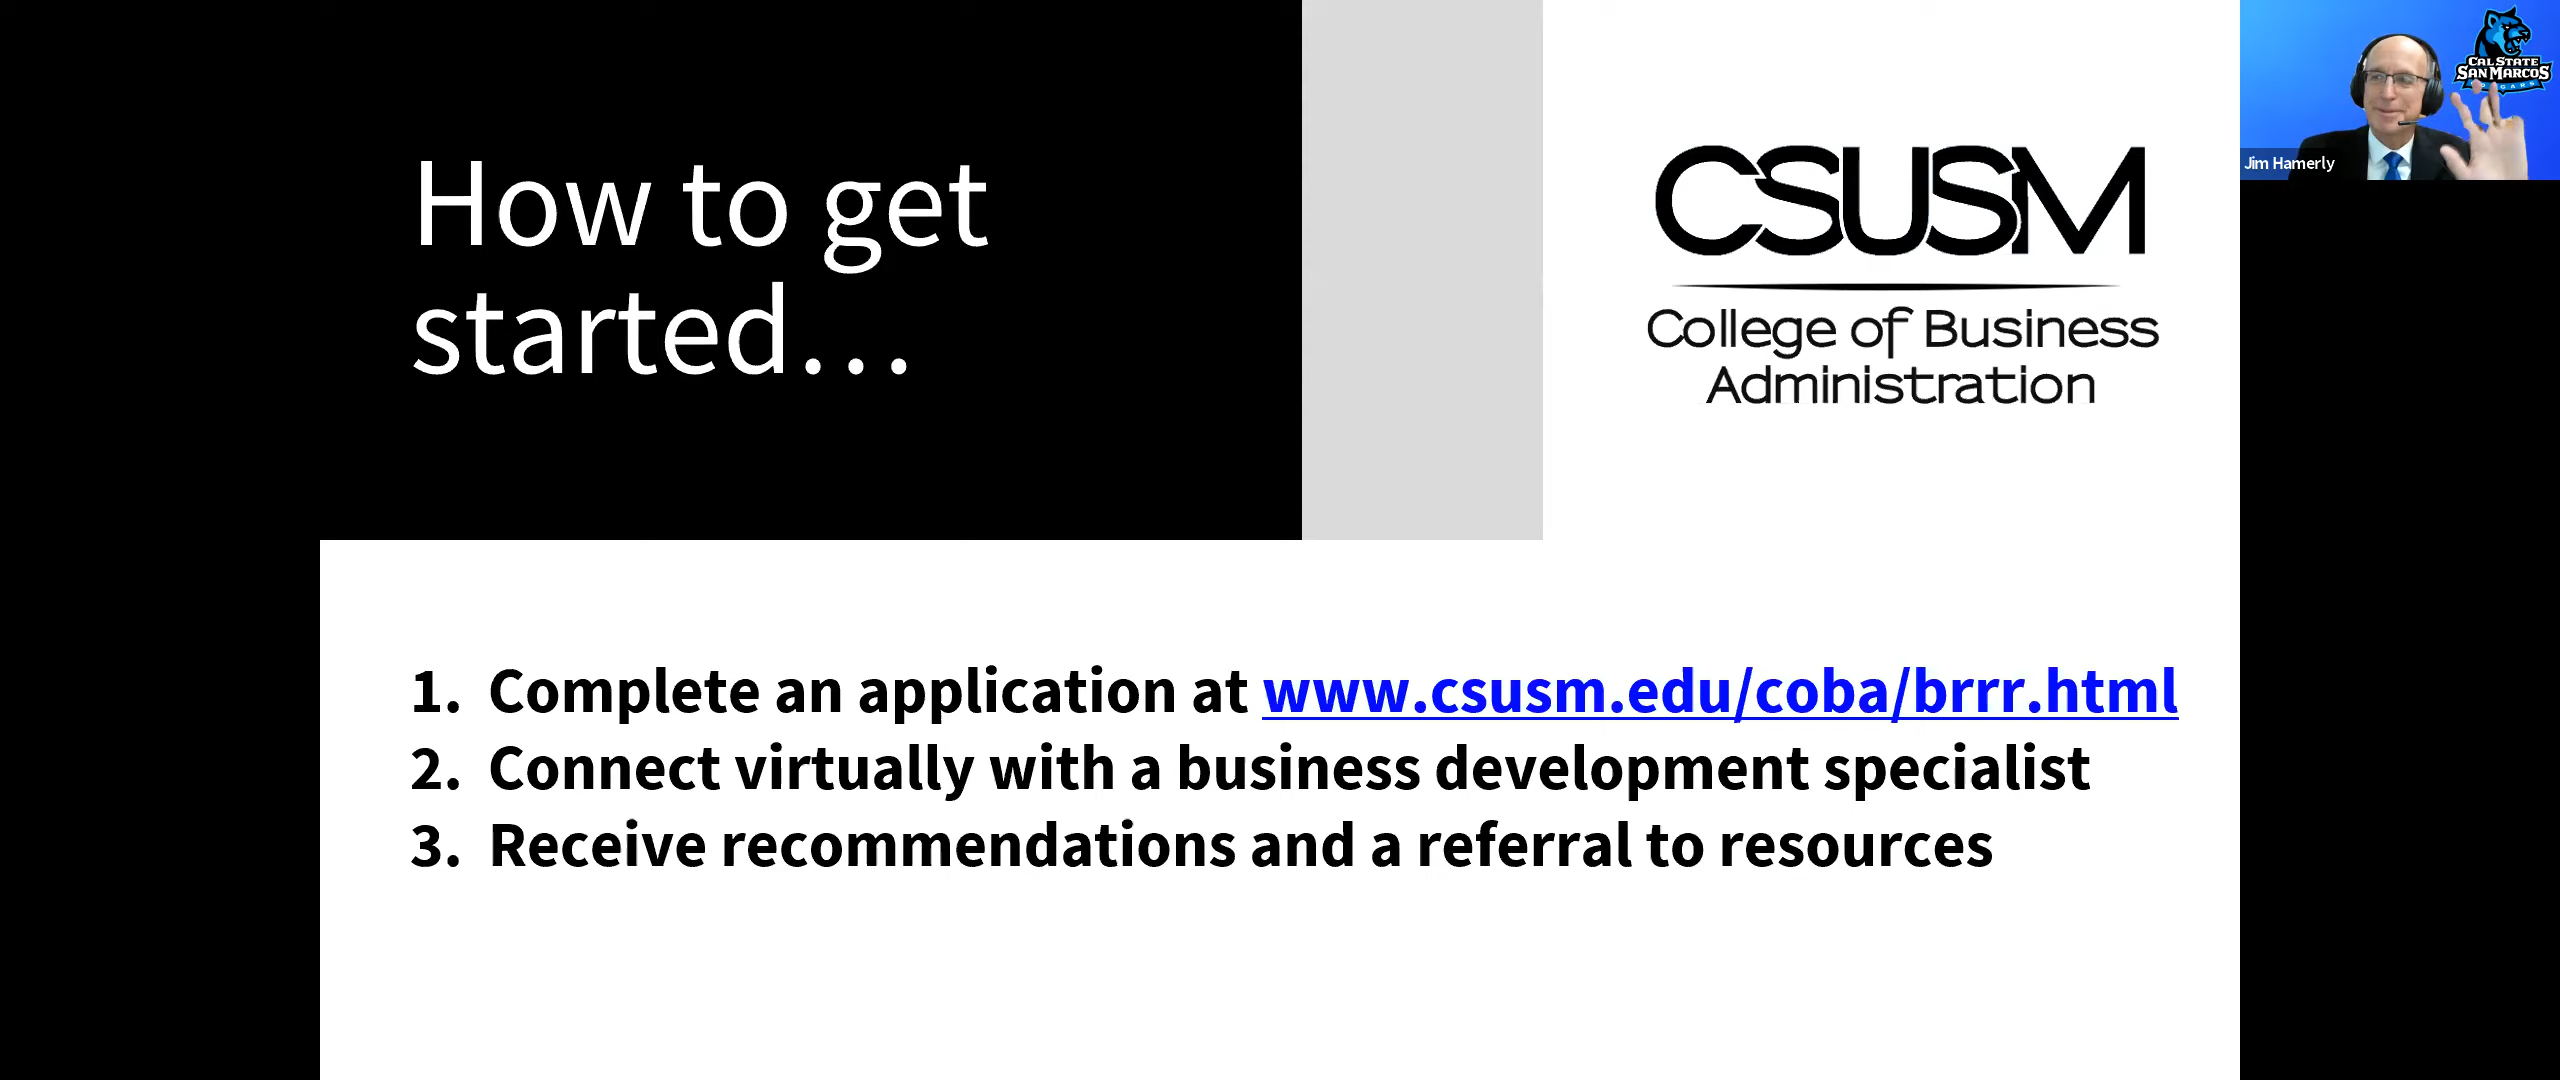 How to get
started...
CSUSM
College of Business
Administration
1. Complete an application at www.csusm.edu/coba/brrr.html
2. Connect virtually with a business development specialist
3. Receive recommendations and a referral to resources
CAL STATE
SAN MARCOS
Jim Hamerly